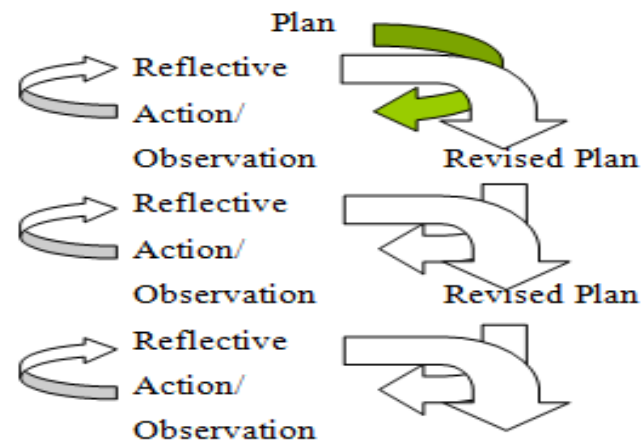 Plan
Reflective
Action/
Observation
Revised Plan
Reflective
Action/
Observation
Revised Plan
Reflective
Action/
Observation